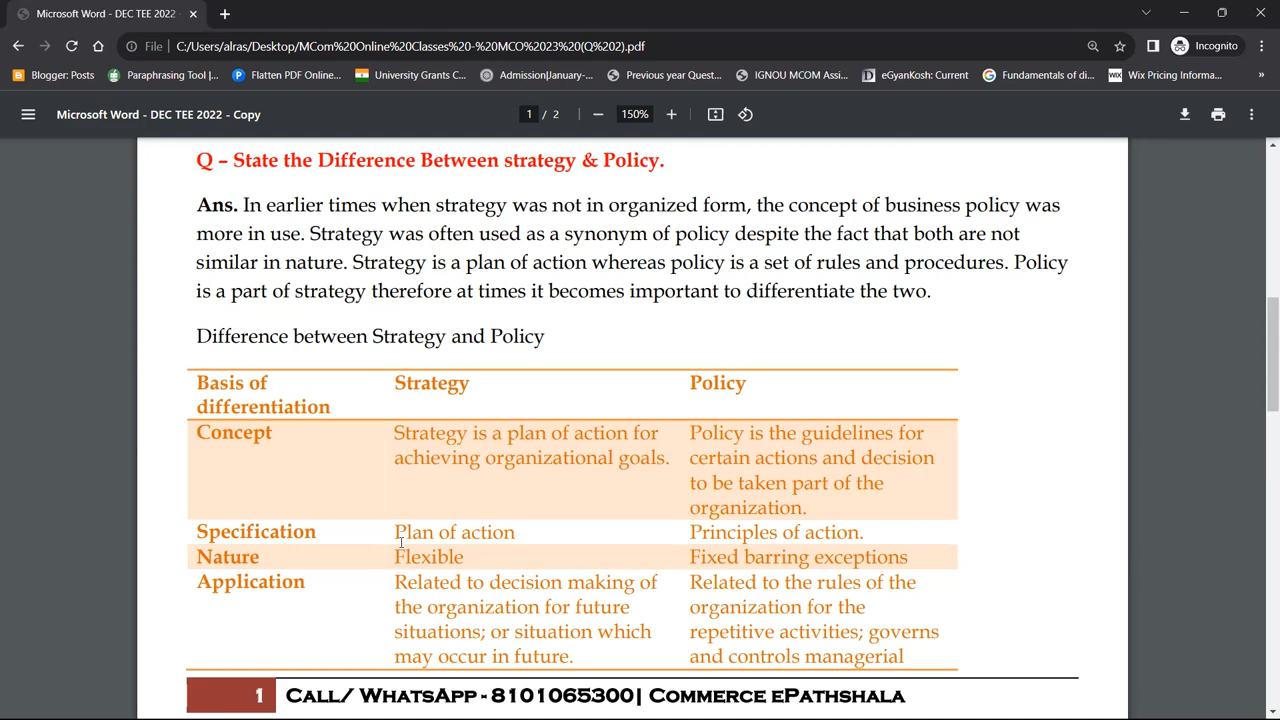 Microsoft Word - DEC TEE 2022 -
File
C:/Users/alras/Desktop/MCom%20Online%20Classes%20-%20MCO%2023%20(Q%202).pdf
Incognito
Blogger: Posts
Paraphrasing Tool |...
Flatten PDF Online...
University Grants C...
Admission|January-...
Previous year Quest...
IGNOU MCOM Assi...
eGyanKosh: Current
Fundamentals of di...
Wix Pricing Informa...
»
Microsoft Word - DEC TEE 2022 - Copy
1 / 2
150%
Q – State the Difference Between strategy & Policy.
Ans. In earlier times when strategy was not in organized form, the concept of business policy was
more in use. Strategy was often used as a synonym of policy despite the fact that both are not
similar in nature. Strategy is a plan of action whereas policy is a set of rules and procedures. Policy
is a part of strategy therefore at times it becomes important to differentiate the two.
Difference between Strategy and Policy
Basis of
differentiation
Strategy
Policy
Concept
Strategy is a plan of action for
achieving organizational goals.
Policy is the guidelines for
certain actions and decision
to be taken part of the
organization.
Specification
Plan of action
Principles of action.
Nature
Flexible
Fixed barring exceptions
Application
Related to decision making of
the organization for future
situations; or situation which
may occur in future.
Related to the rules of the
organization for the
repetitive activities; governs
and controls managerial
1
Call/ WhatsApp - 8101065300| Commerce ePathshala